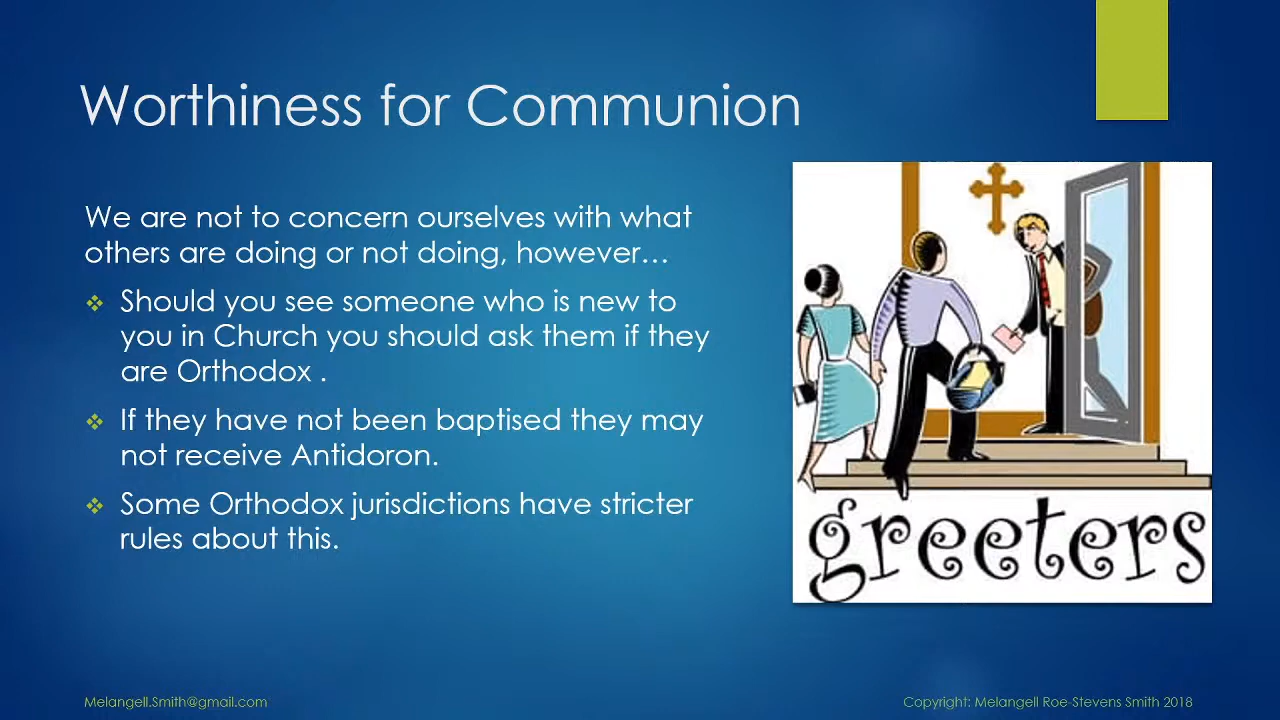 Worthiness for Communion
We are not to concern ourselves with what
others are doing or not doing, however…
Should you see someone who is new to
you in Church you should ask them if they
are Orthodox .
If they have not been baptised they may
not receive Antidoron.
Some Orthodox jurisdictions have stricter
rules about this.
greeters
Melangell.Smith@gmail.com
Copyright: Melangell Roe-Stevens Smith 2018